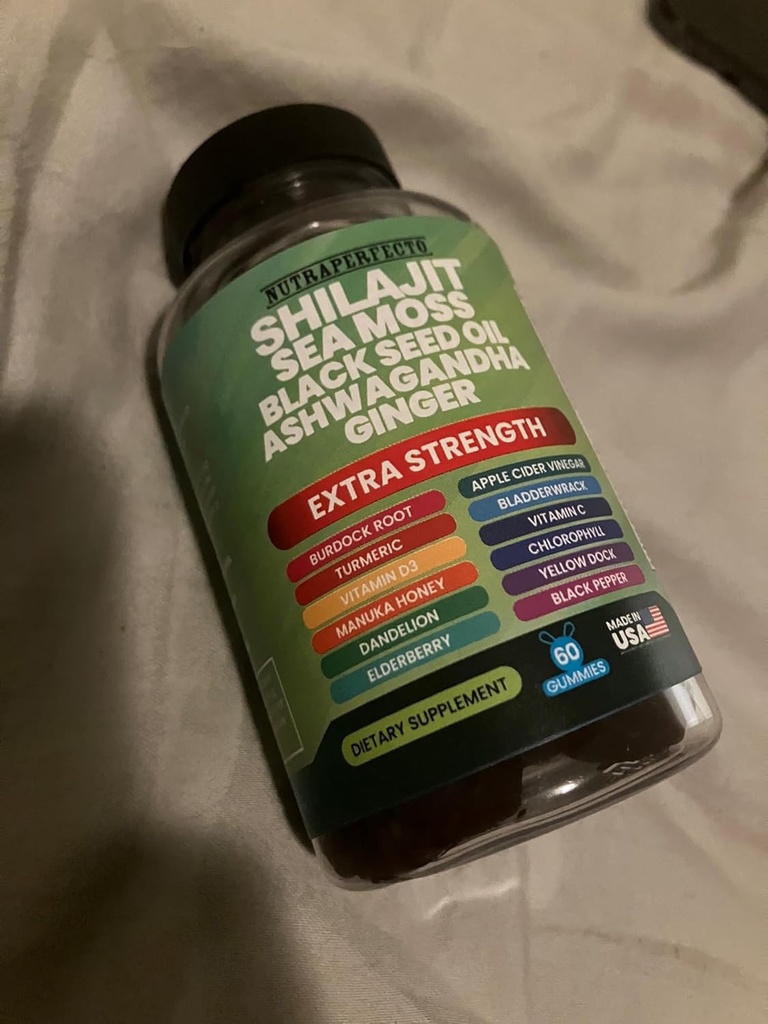 NUTRAPERFECTO
SHILAJIT
SEA MOSS
BLACK SEED OIL
ASHWAGANDHA
GINGER
EXTRA STRENGTH
BURDOCK ROOT
TURMERIC
VITAMIN D3
MANUKA HONEY
DANDELION
ELDERBERRY
APPLE CIDER VINEGAR
BLADDERWRACK
VITAMIN C
CHLOROPHYLL
YELLOW DOCK
BLACK PEPPER
DIETARY SUPPLEMENT
60
GUMMIES
MADE IN
USA